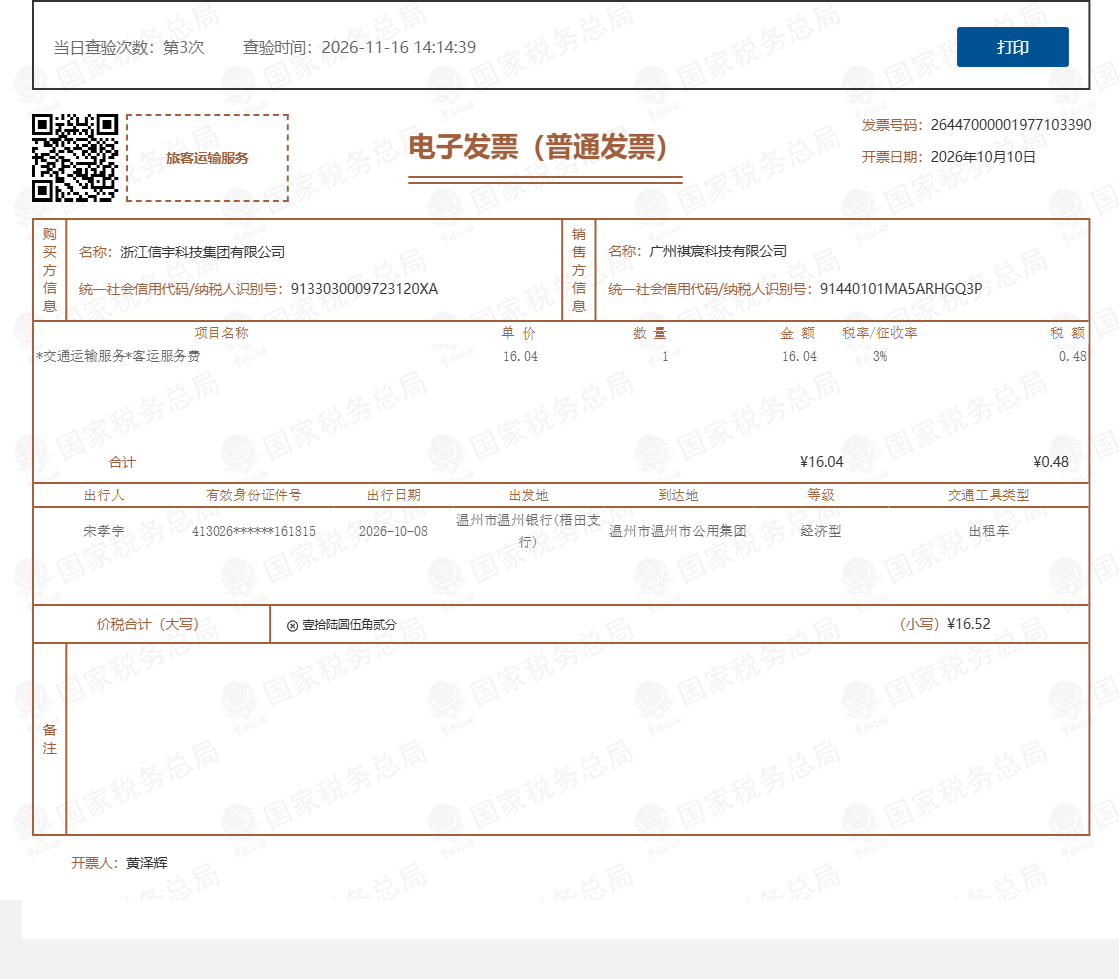 当日查验次数：第3次 查验时间：2026-11-16 14:14:39 打印
旅客运输服务
电子发票（普通发票）
发票号码：26447000001977103390
开票日期：2026年10月10日
购买方信息
名称：浙江信宇科技集团有限公司
统一社会信用代码/纳税人识别号：9133030009723120XA
销售方信息
名称：广州祺宸科技有限公司
统一社会信用代码/纳税人识别号：91440101MA5ARHGQ3P
项目名称 单 价 数 量 金 额 税率/征收率 税 额
*交通运输服务*客运服务费 16.04 1 16.04 3% 0.48
合计 ¥16.04 ¥0.48
出行人 有效身份证件号 出行日期 出发地 到达地 等级 交通工具类型
宋孝宇 413026******161815 2026-10-08 温州市温州银行(梧田支行) 温州市温州市公用集团 经济型 出租车
价税合计（大写） ⊗ 壹拾陆圆伍角贰分 （小写）¥16.52
备注
开票人：黄泽辉
国家税务总局